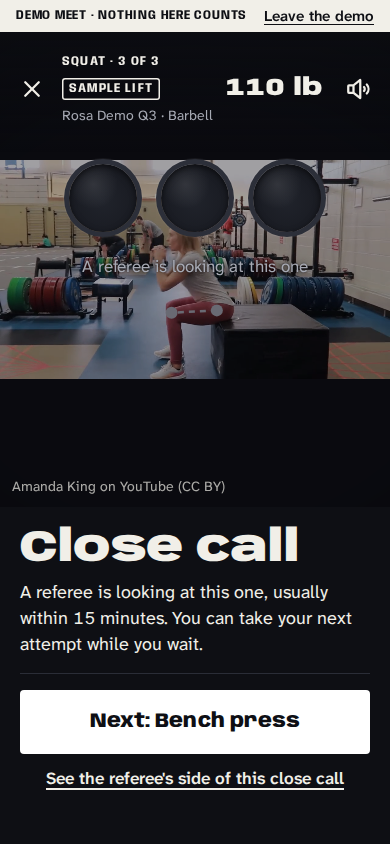 DEMO MEET · NOTHING HERE COUNTS Leave the demo
SQUAT · 3 OF 3
SAMPLE LIFT
110 lb
Rosa Demo Q3 · Barbell
A referee is looking at this one
Amanda King on YouTube (CC BY)
Close call
A referee is looking at this one, usually
within 15 minutes. You can take your next
attempt while you wait.
Next: Bench press
See the referee's side of this close call